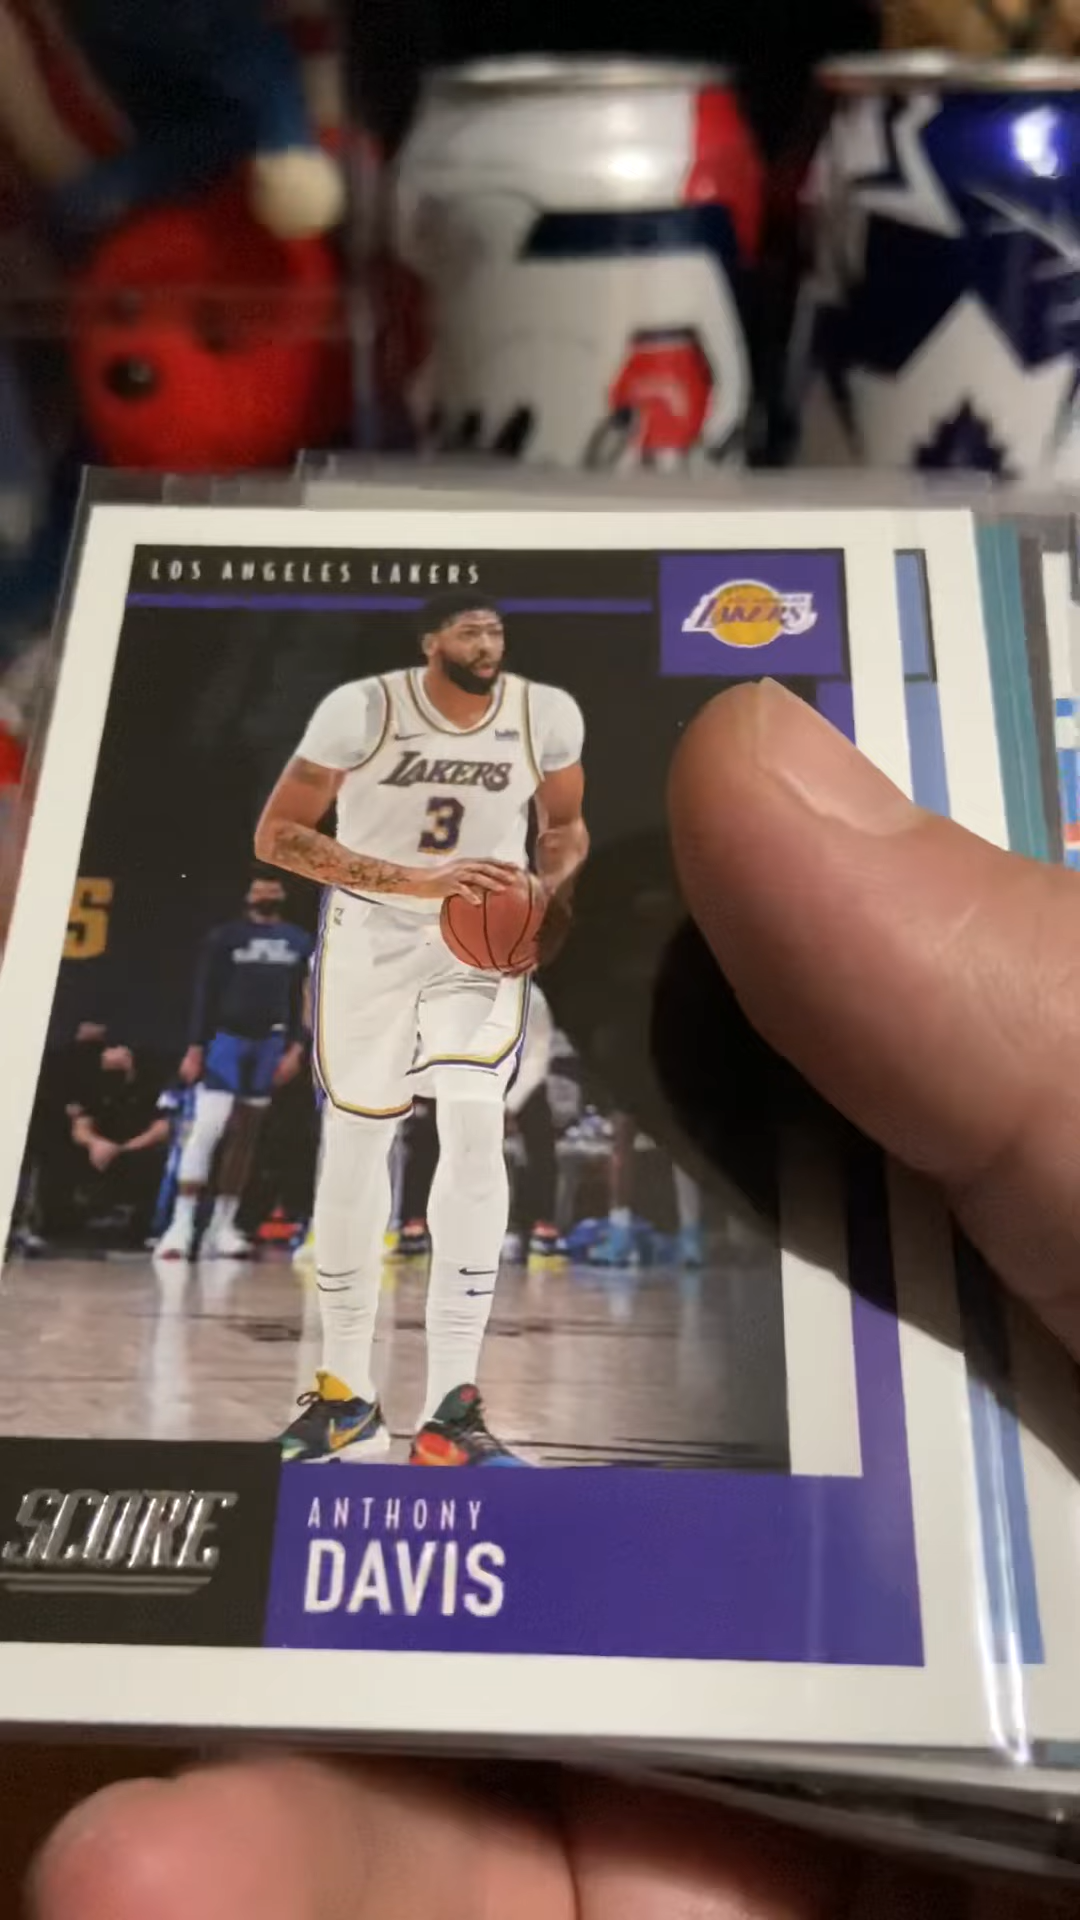 LOS ANGELES LAKERS
LAKERS
LAKERS
3
S
SCORE
ANTHONY
DAVIS